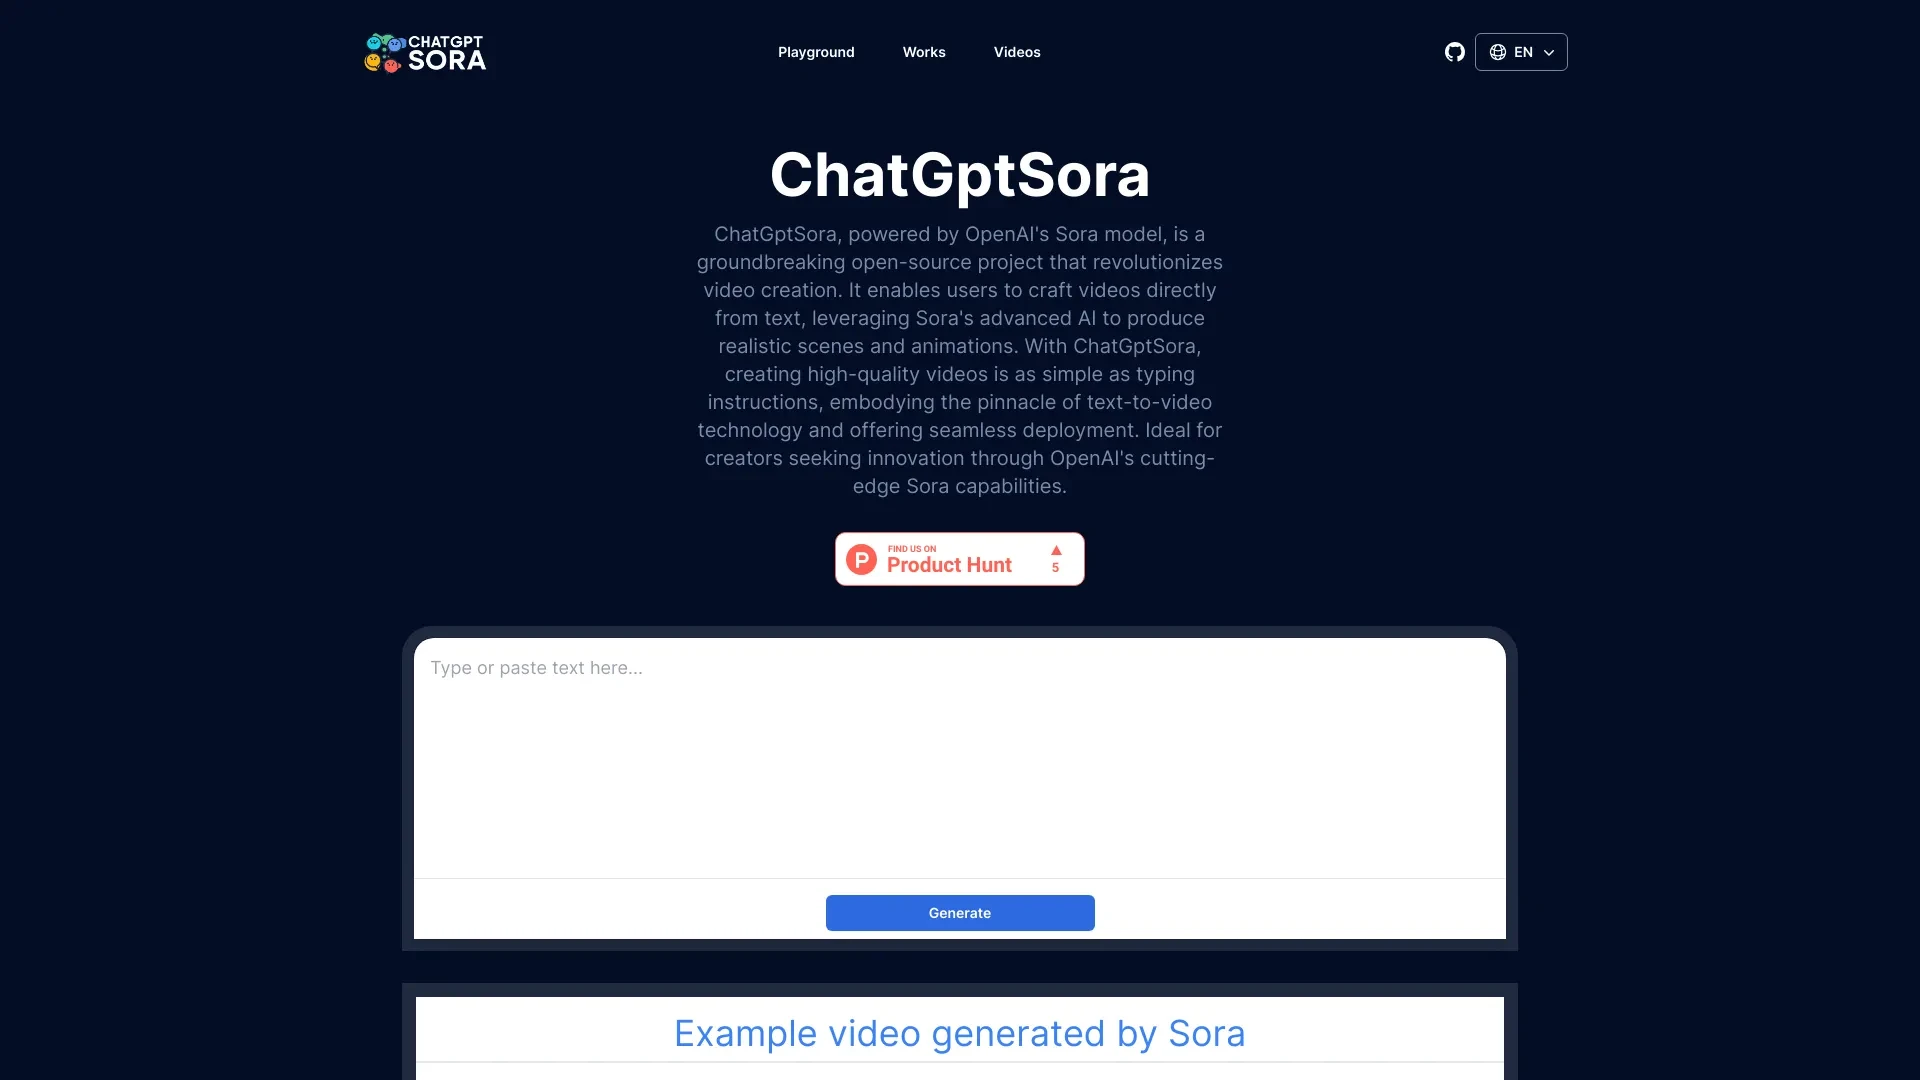 CHATGPT
SORA
Playground
Works
Videos
EN
ChatGptSora
ChatGptSora, powered by OpenAI's Sora model, is a
groundbreaking open-source project that revolutionizes
video creation. It enables users to craft videos directly
from text, leveraging Sora's advanced AI to produce
realistic scenes and animations. With ChatGptSora,
creating high-quality videos is as simple as typing
instructions, embodying the pinnacle of text-to-video
technology and offering seamless deployment. Ideal for
creators seeking innovation through OpenAI's cutting-
edge Sora capabilities.
P
FIND US ON
Product Hunt
5
Type or paste text here...
Generate
Example video generated by Sora